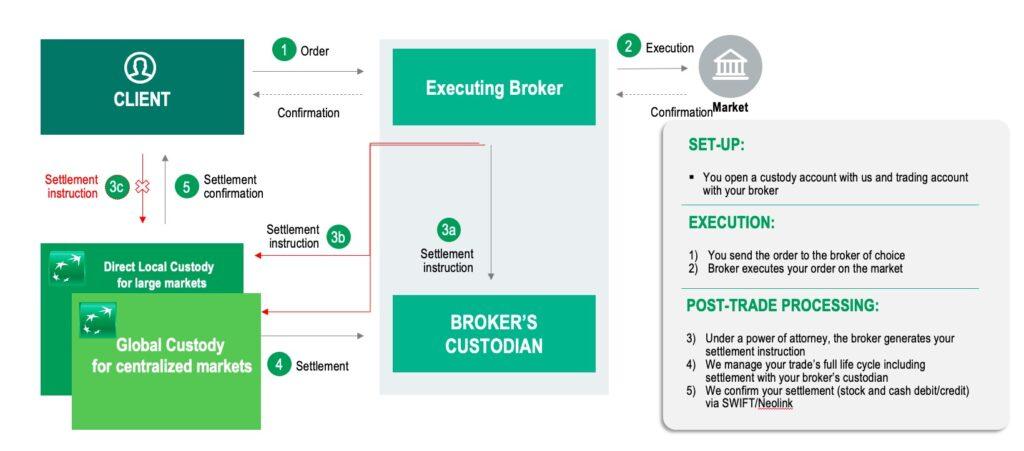 1 Order
2 Execution
CLIENT
Executing Broker
Confirmation
Confirmation
Market
SET-UP:
▪ You open a custody account with us and trading account
with your broker
EXECUTION:
1) You send the order to the broker of choice
2) Broker executes your order on the market
POST-TRADE PROCESSING:
3) Under a power of attorney, the broker generates your
settlement instruction
4) We manage your trade's full life cycle including
settlement with your broker's custodian
5) We confirm your settlement (stock and cash debit/credit)
via SWIFT/Neolink
Settlement
instruction
3c
5
Settlement
confirmation
Settlement
instruction
3b
3a
Settlement
instruction
Direct Local Custody
for large markets
Global Custody
for centralized markets
BROKER'S
CUSTODIAN
4 Settlement